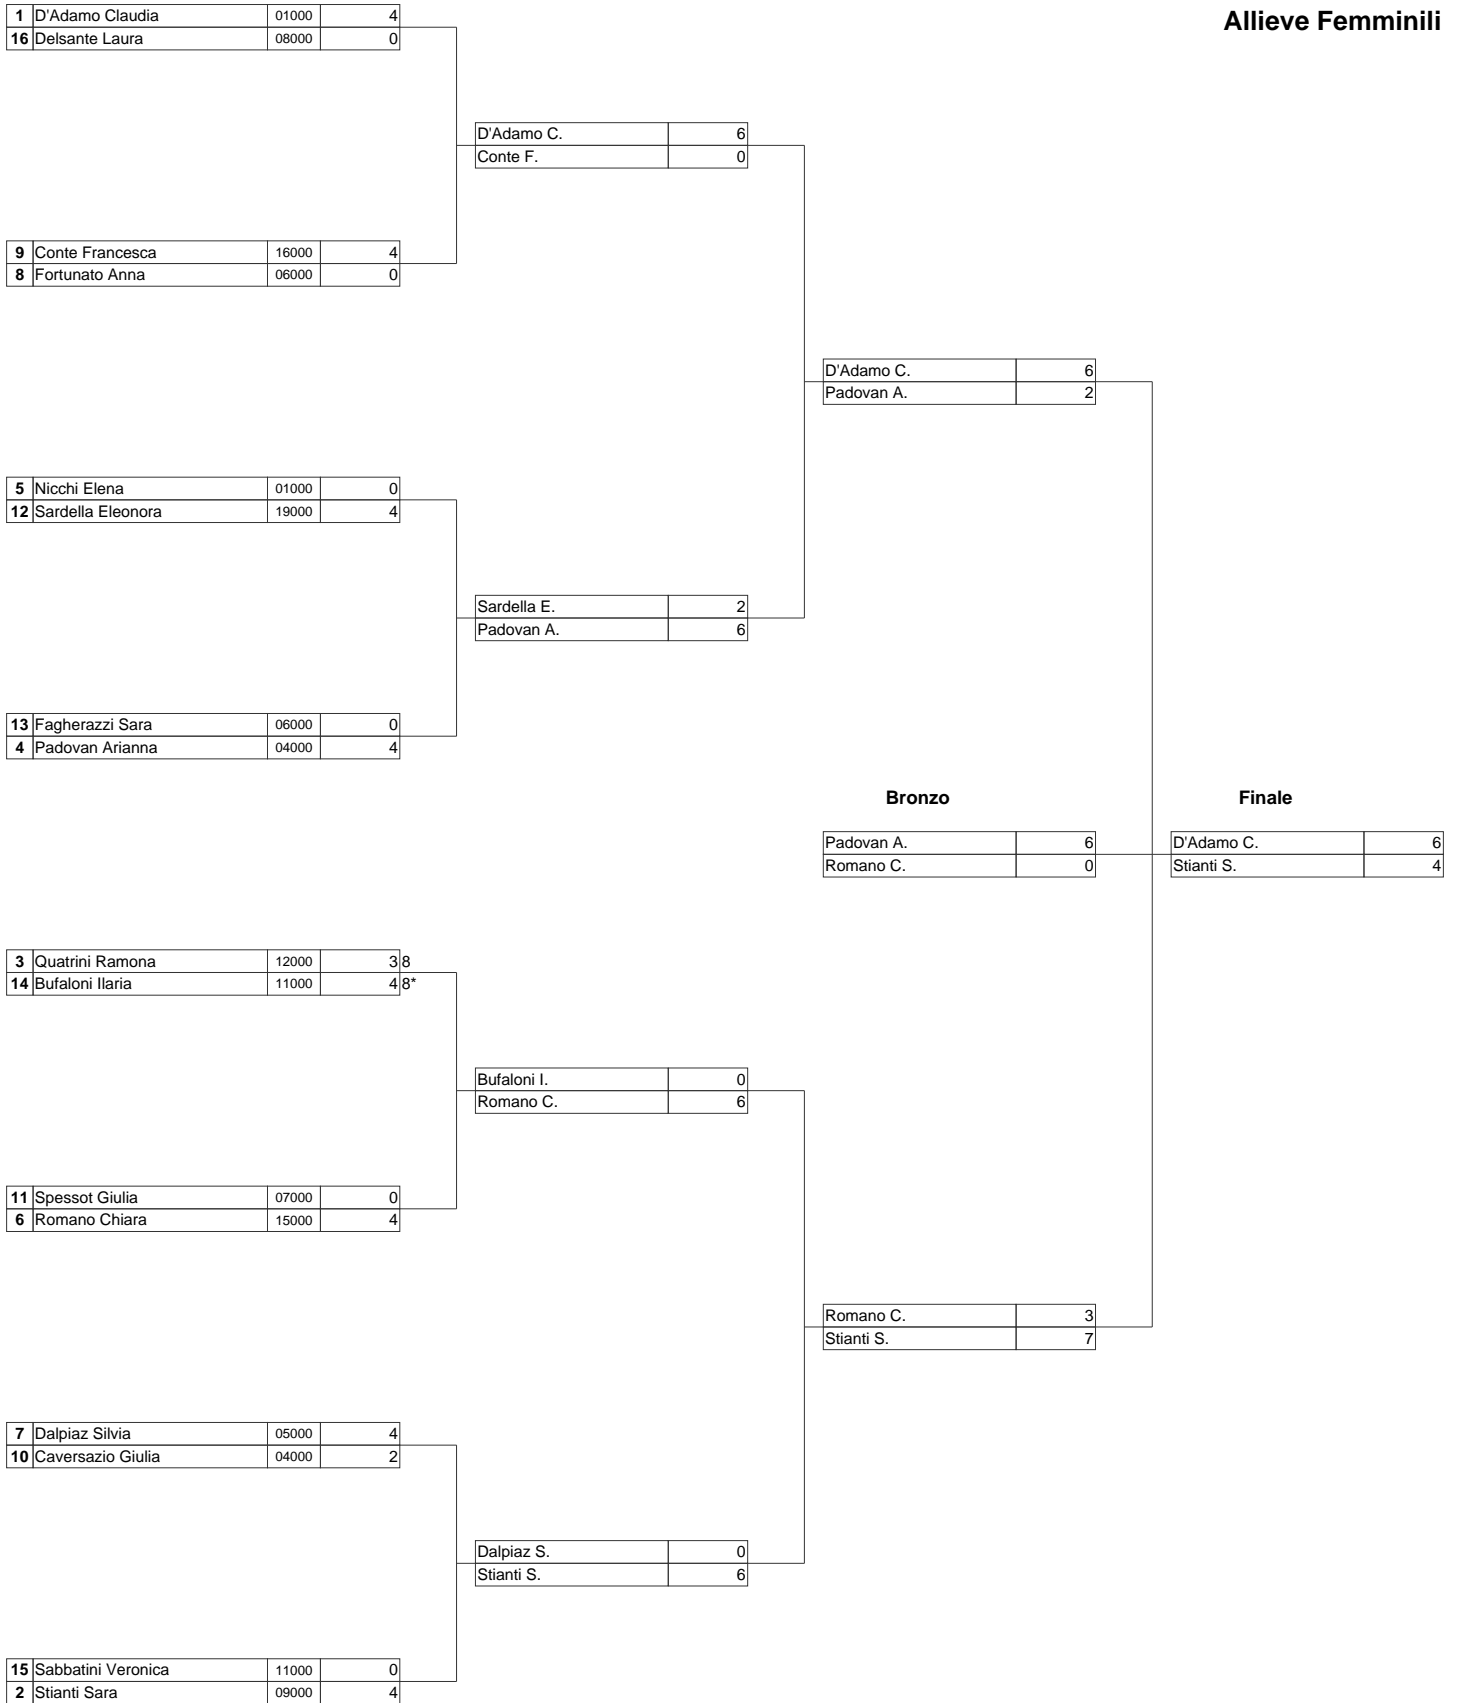 Allieve Femminili
1 D'Adamo Claudia 01000 4
16 Delsante Laura 08000 0
D'Adamo C. 6
Conte F. 0
9 Conte Francesca 16000 4
8 Fortunato Anna 06000 0
D'Adamo C. 6
Padovan A. 2
5 Nicchi Elena 01000 0
12 Sardella Eleonora 19000 4
Sardella E. 2
Padovan A. 6
13 Fagherazzi Sara 06000 0
4 Padovan Arianna 04000 4
Bronzo Finale
Padovan A. 6 D'Adamo C. 6
Romano C. 0 Stianti S. 4
3 Quatrini Ramona 12000 3 8
14 Bufaloni Ilaria 11000 4 8*
Bufaloni I. 0
Romano C. 6
11 Spessot Giulia 07000 0
6 Romano Chiara 15000 4
Romano C. 3
Stianti S. 7
7 Dalpiaz Silvia 05000 4
10 Caversazio Giulia 04000 2
Dalpiaz S. 0
Stianti S. 6
15 Sabbatini Veronica 11000 0
2 Stianti Sara 09000 4